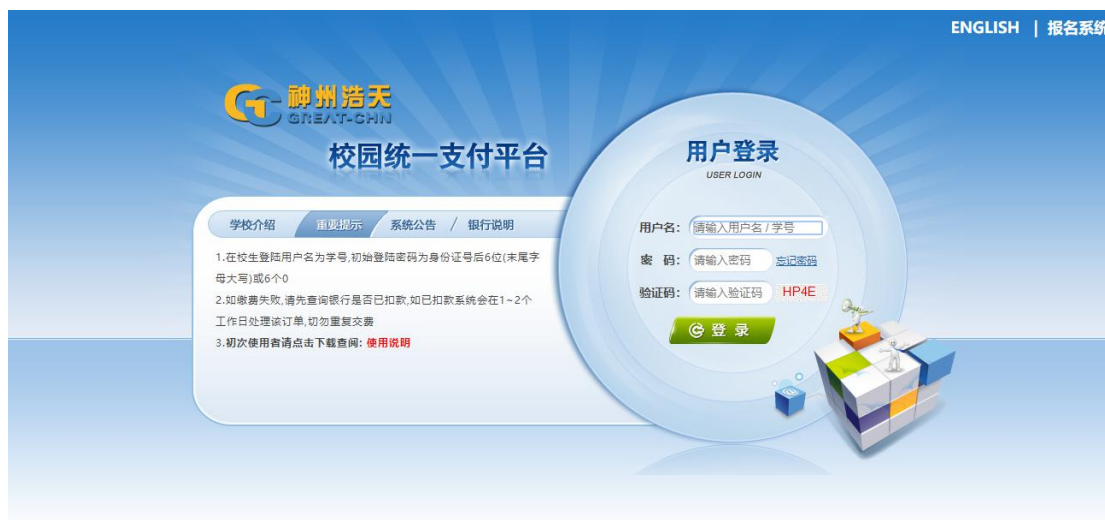 ENGLISH | 报名系统
神州浩天
GREAT-CHN
校园统一支付平台
用户登录
USER LOGIN
学校介绍 重要提示 系统公告 / 银行说明
1.在校生登陆用户名为学号,初始登陆密码为身份证号后6位(末尾字
母大写)或6个0
2.如缴费失败,请先查询银行是否已扣款,如已扣款系统会在1~2个
工作日处理该订单,切勿重复交费
3.初次使用者请点击下载查阅: 使用说明
用户名: 请输入用户名 / 学号
密 码: 请输入密码 忘记密码
验证码: 请输入验证码 HP4E
登 录